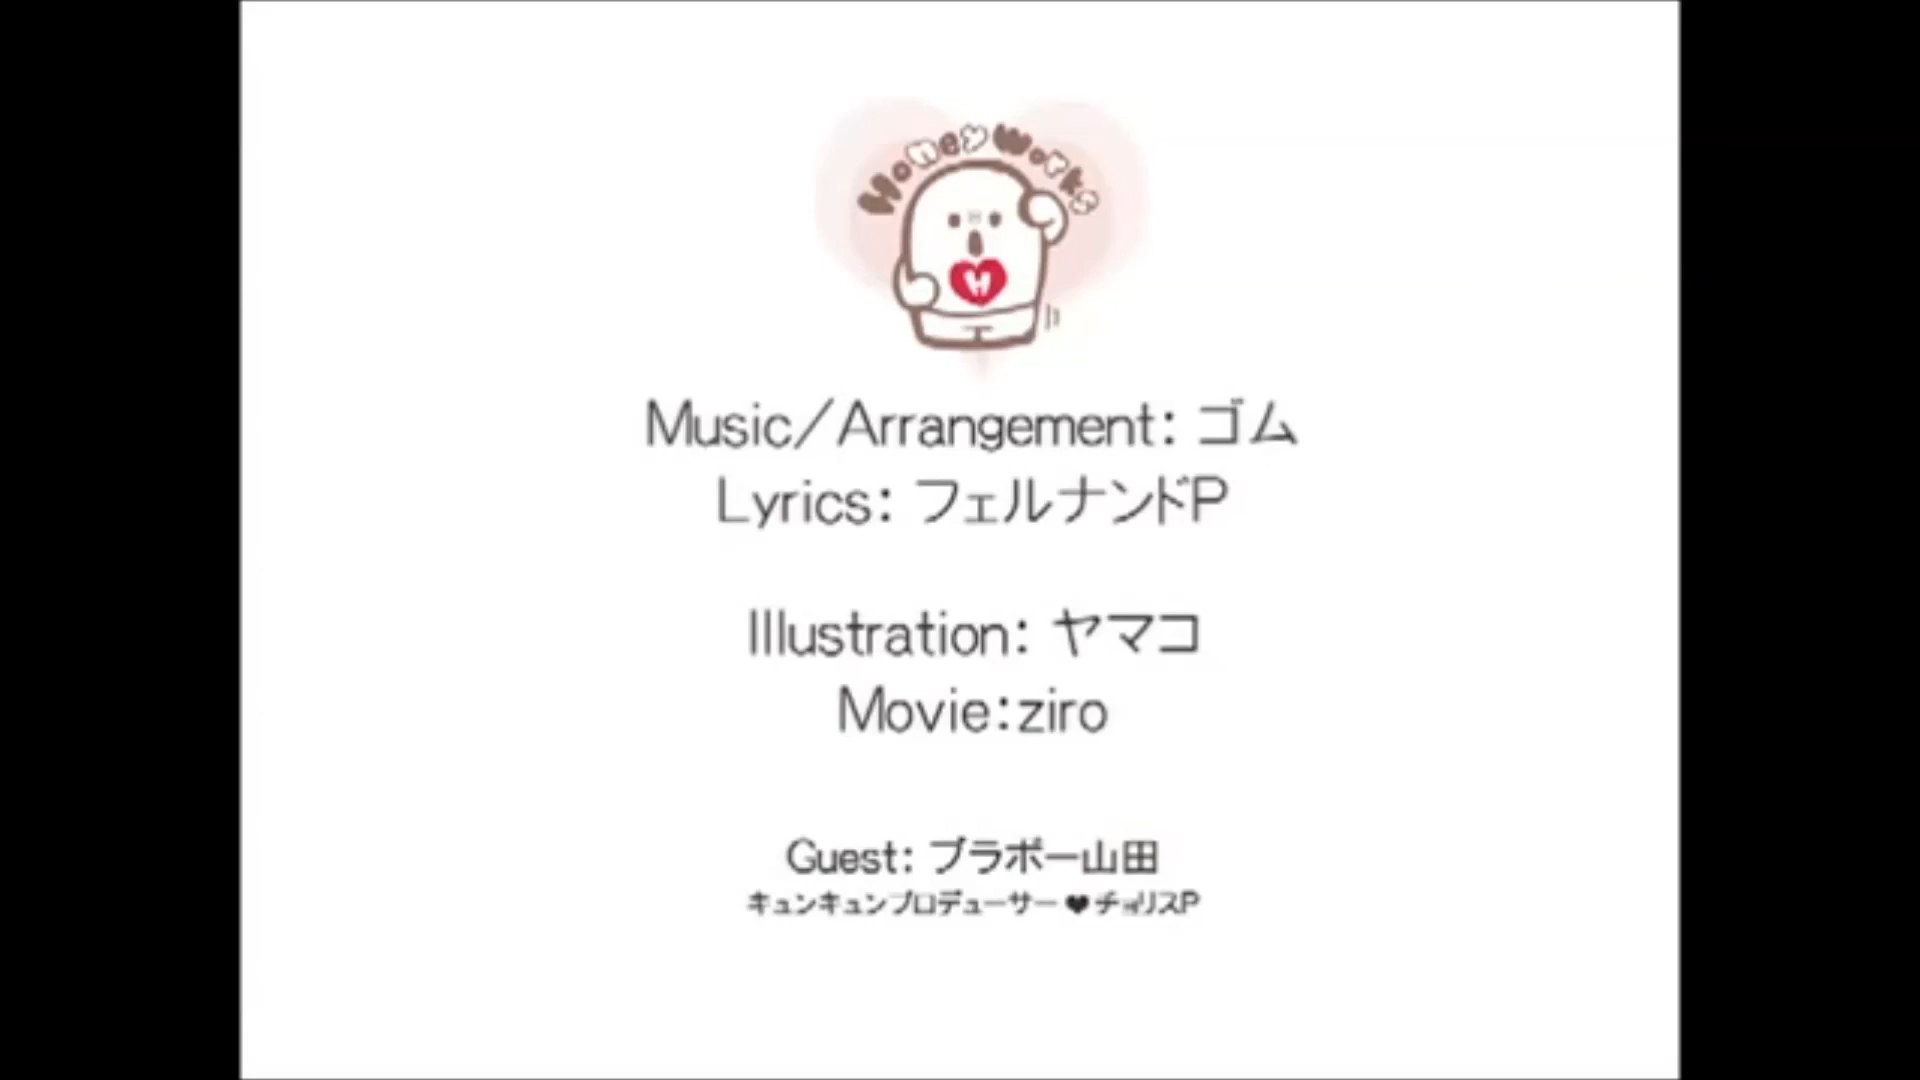 HoneyWorks
H
Music/Arrangement: ゴム
Lyrics: フェルナンドP
Illustration: ヤマコ
Movie:ziro
Guest: ブラボー山田
キュンキュンプロデューサー ♥ チョリスP